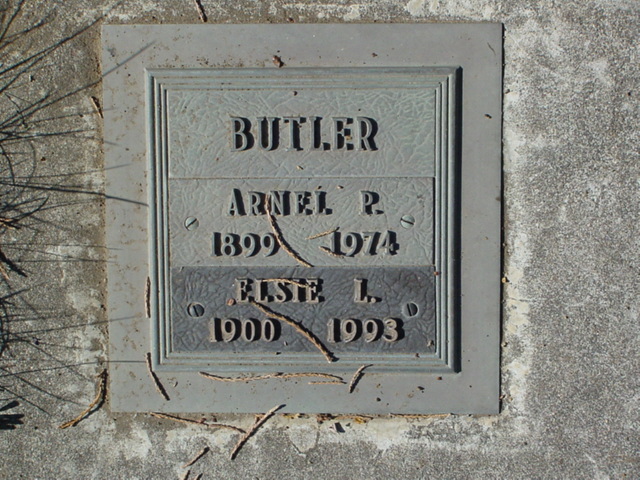 BUTLER
ARNEL P.
1899 1974
ELSIE L.
1900 1993